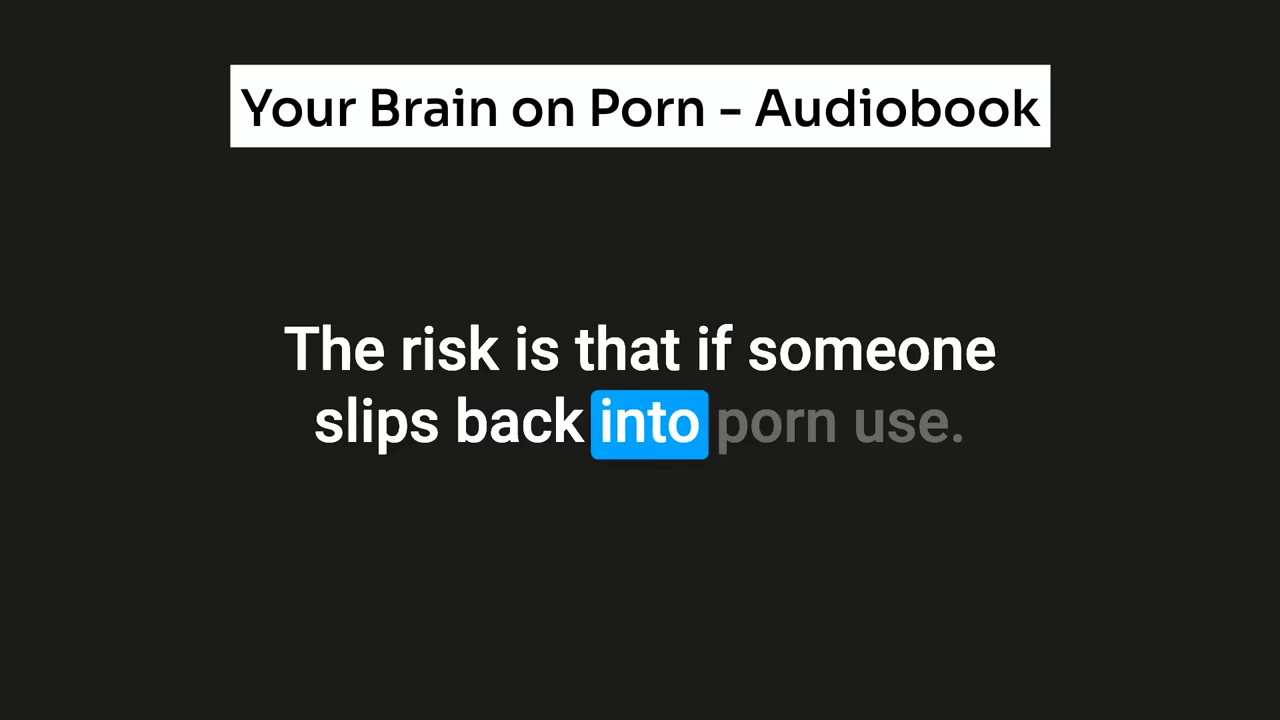 Your Brain on Porn - Audiobook
The risk is that if someone
slips back into porn use.